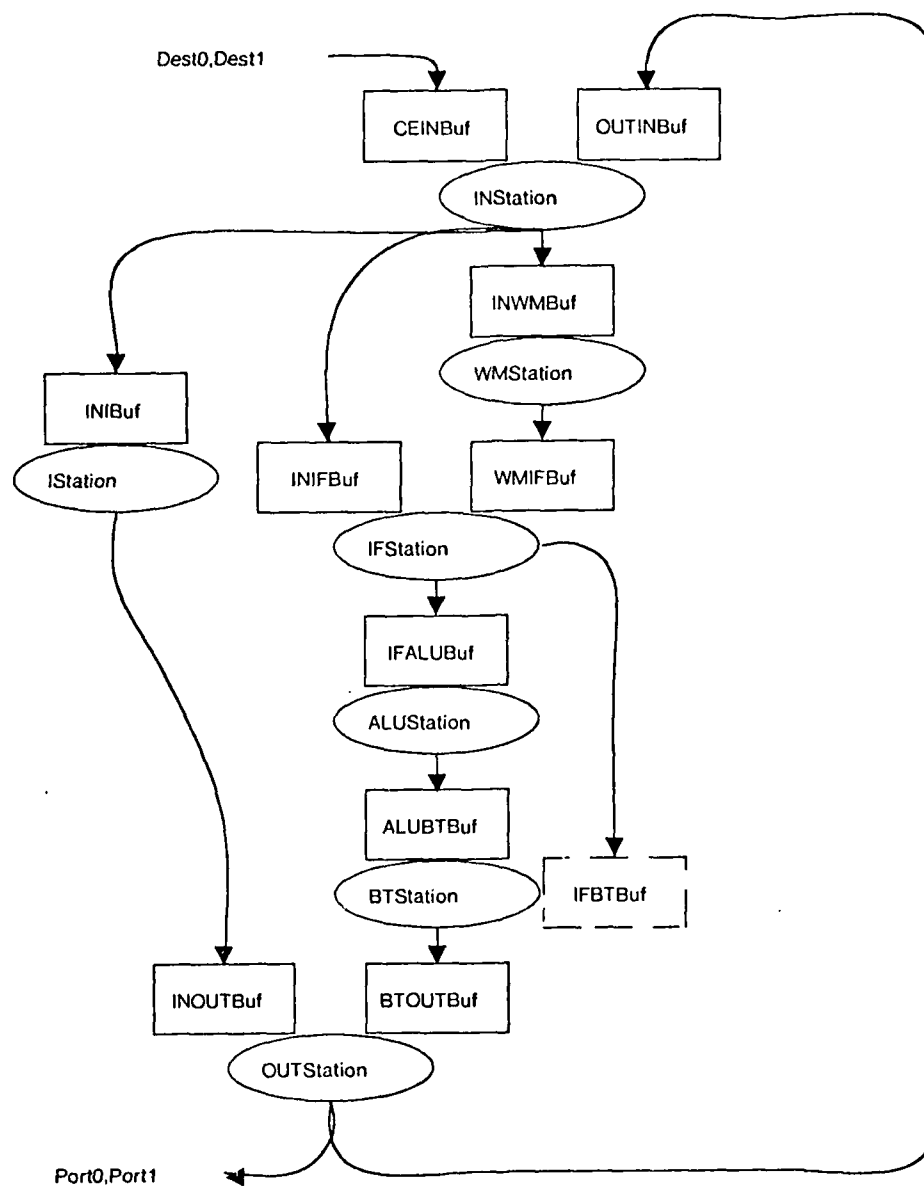 Dest0,Dest1
CEINBuf
OUTINBuf
INStation
INWMBuf
WMStation
INIBuf
IStation
INIFBuf
WMIFBuf
IFStation
IFALUBuf
ALUStation
ALUBTBuf
BTStation
IFBTBuf
INOUTBuf
BTOUTBuf
OUTStation
Port0,Port1